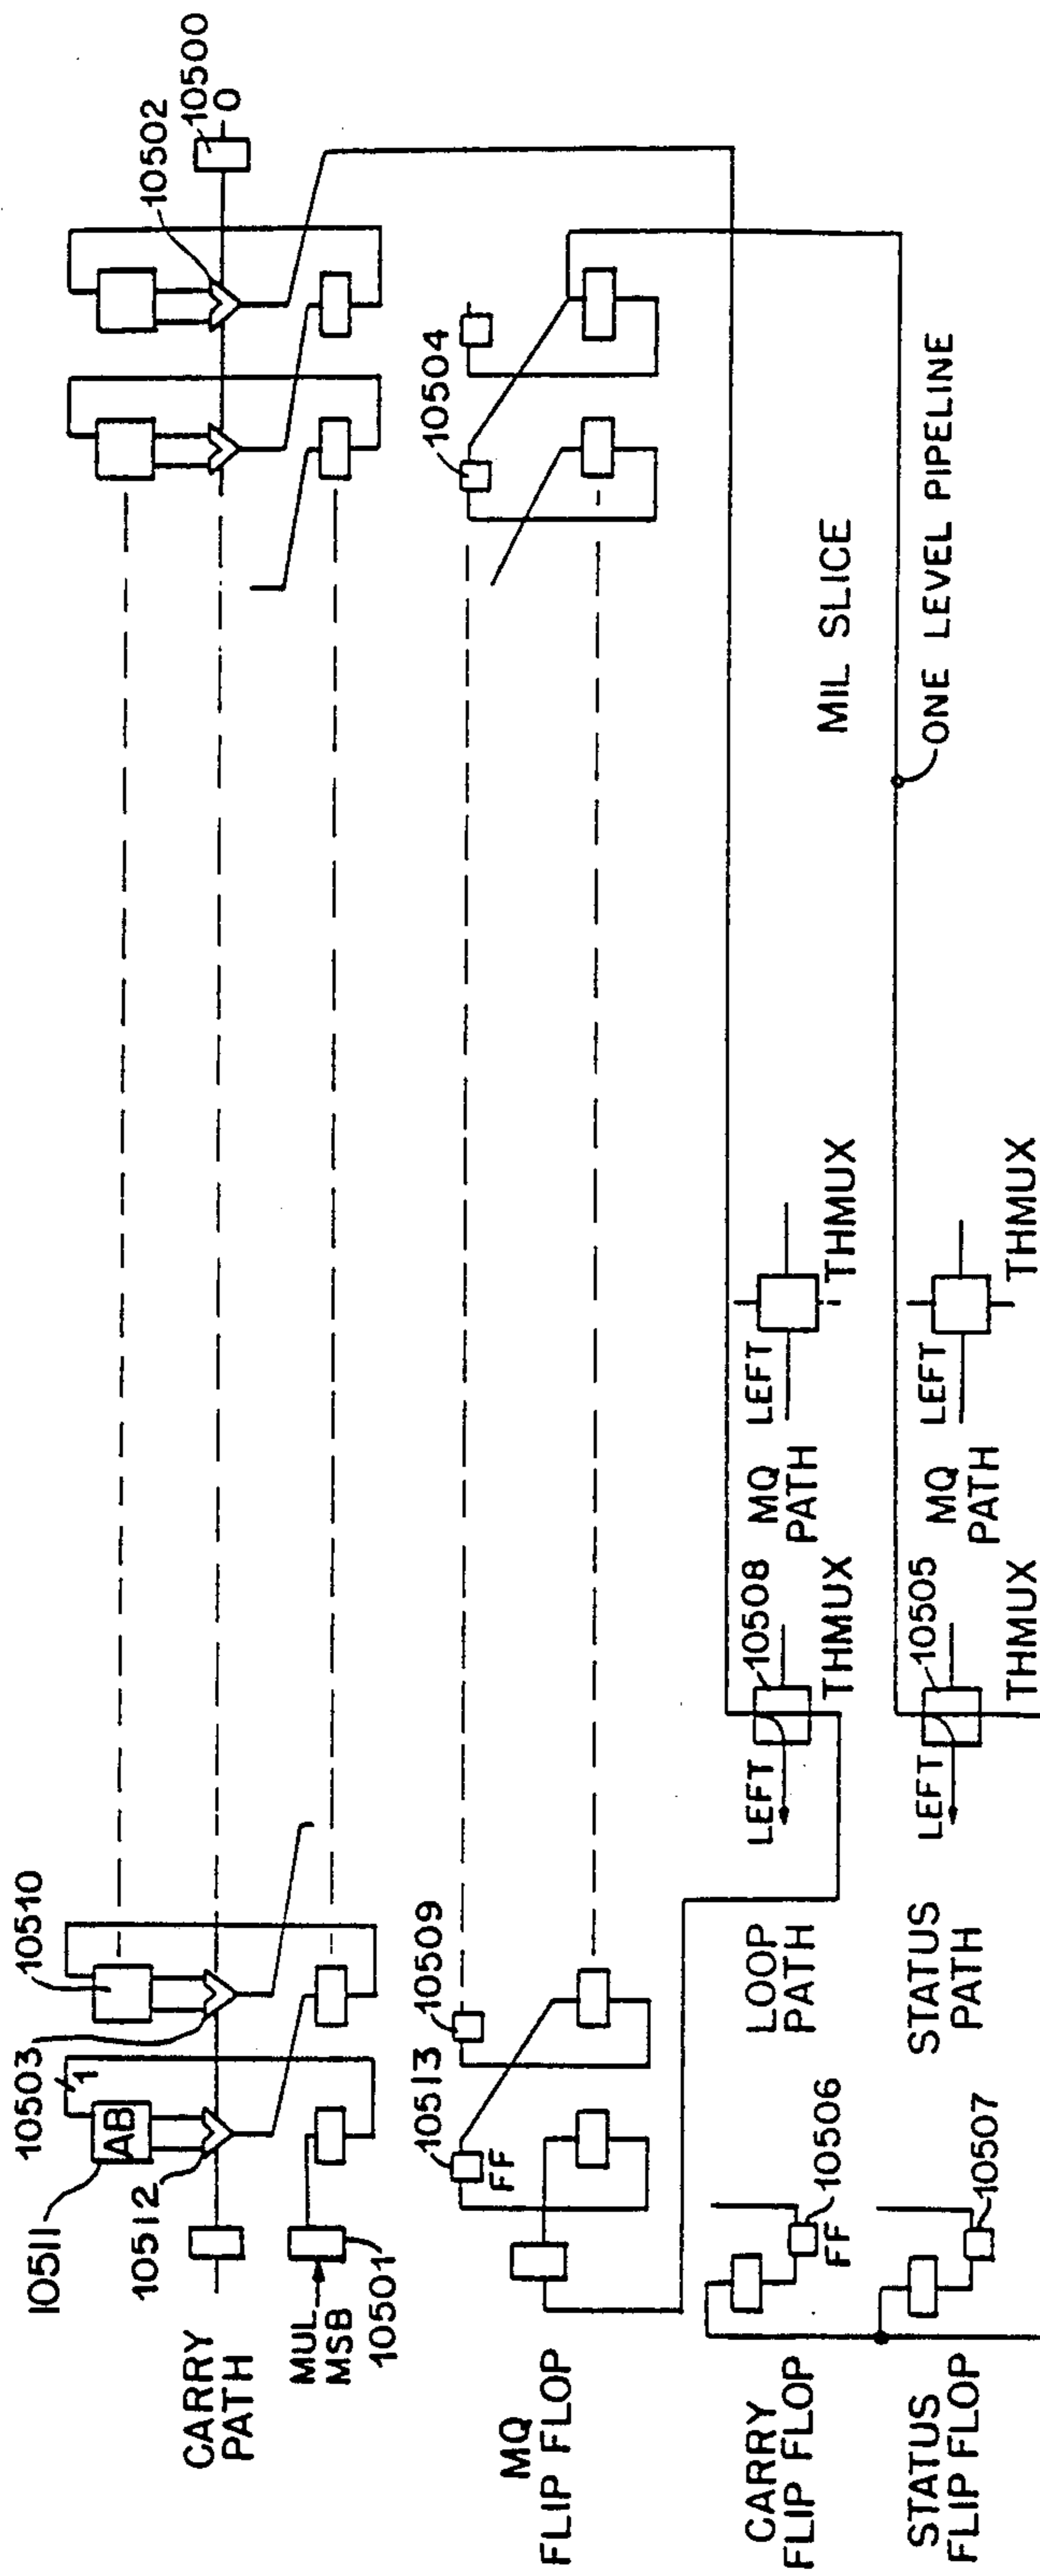 10511
AB
1
10503
10510
10502
10500
0
10512
CARRY
PATH
MUL
MSB
10501
MQ
FLIP FLOP
10513
FF
10509
10504
CARRY
FLIP FLOP
FF
10506
LOOP
PATH
LEFT
10508
THMUX
MQ
PATH
LEFT
THMUX
MIL SLICE
STATUS
FLIP FLOP
10507
STATUS
PATH
LEFT
10505
THMUX
MQ
PATH
LEFT
THMUX
ONE LEVEL PIPELINE